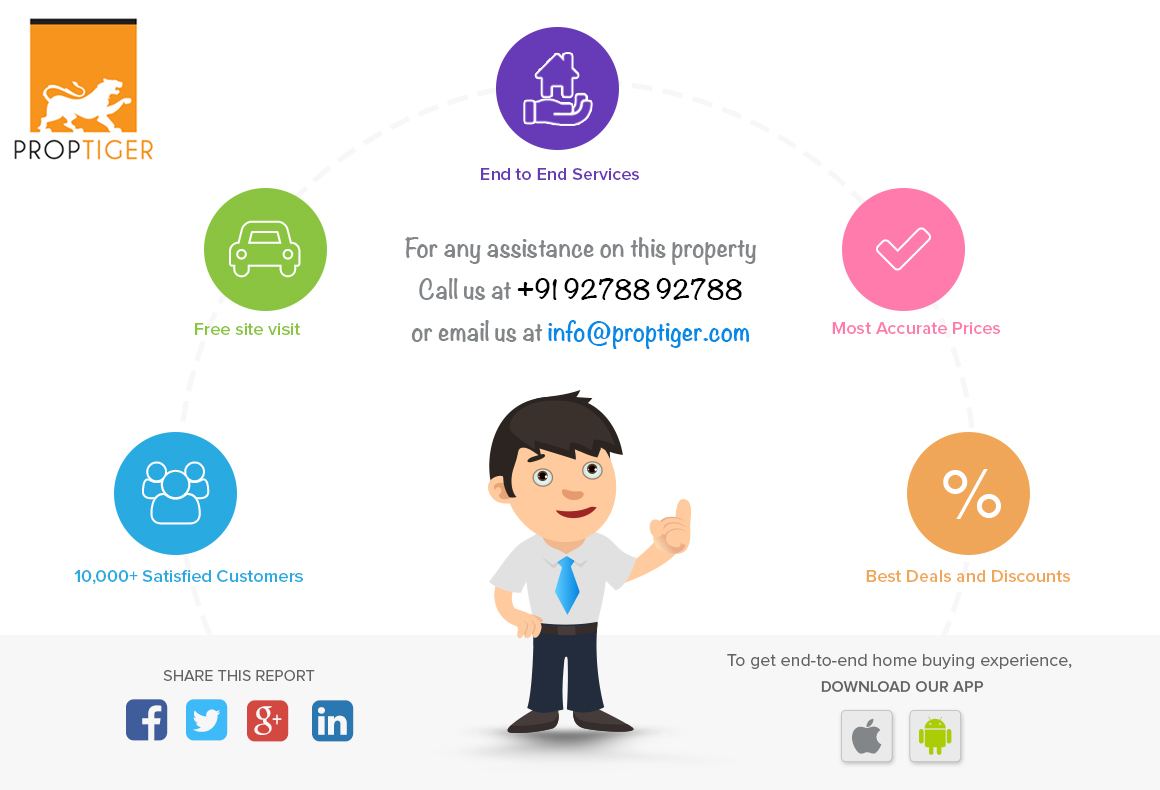 PROPTIGER
End to End Services
Free site visit
For any assistance on this property
Call us at +91 92788 92788
or email us at info@proptiger.com
Most Accurate Prices
10,000+ Satisfied Customers
%
Best Deals and Discounts
SHARE THIS REPORT
f
g+
in
To get end-to-end home buying experience,
DOWNLOAD OUR APP